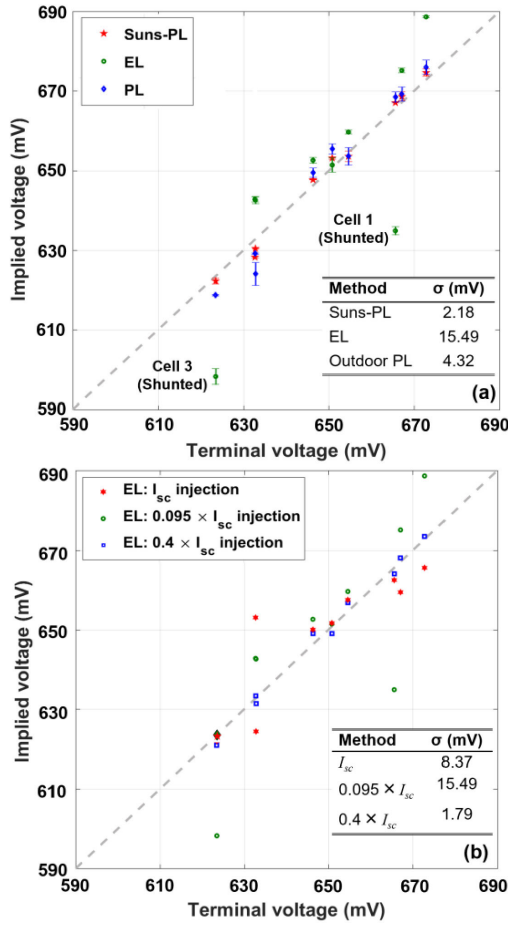 690
670
650
630
610
590
590
610
630
650
670
690
Implied voltage (mV)
Terminal voltage (mV)
Suns-PL
EL
PL
Cell 1
(Shunted)
Cell 3
(Shunted)
Method σ (mV)
Suns-PL 2.18
EL 15.49
Outdoor PL 4.32
(a)
690
670
650
630
610
590
590
610
630
650
670
690
Implied voltage (mV)
Terminal voltage (mV)
EL: Isc injection
EL: 0.095 × Isc injection
EL: 0.4 × Isc injection
Method σ (mV)
Isc 8.37
0.095 × Isc 15.49
0.4 × Isc 1.79
(b)